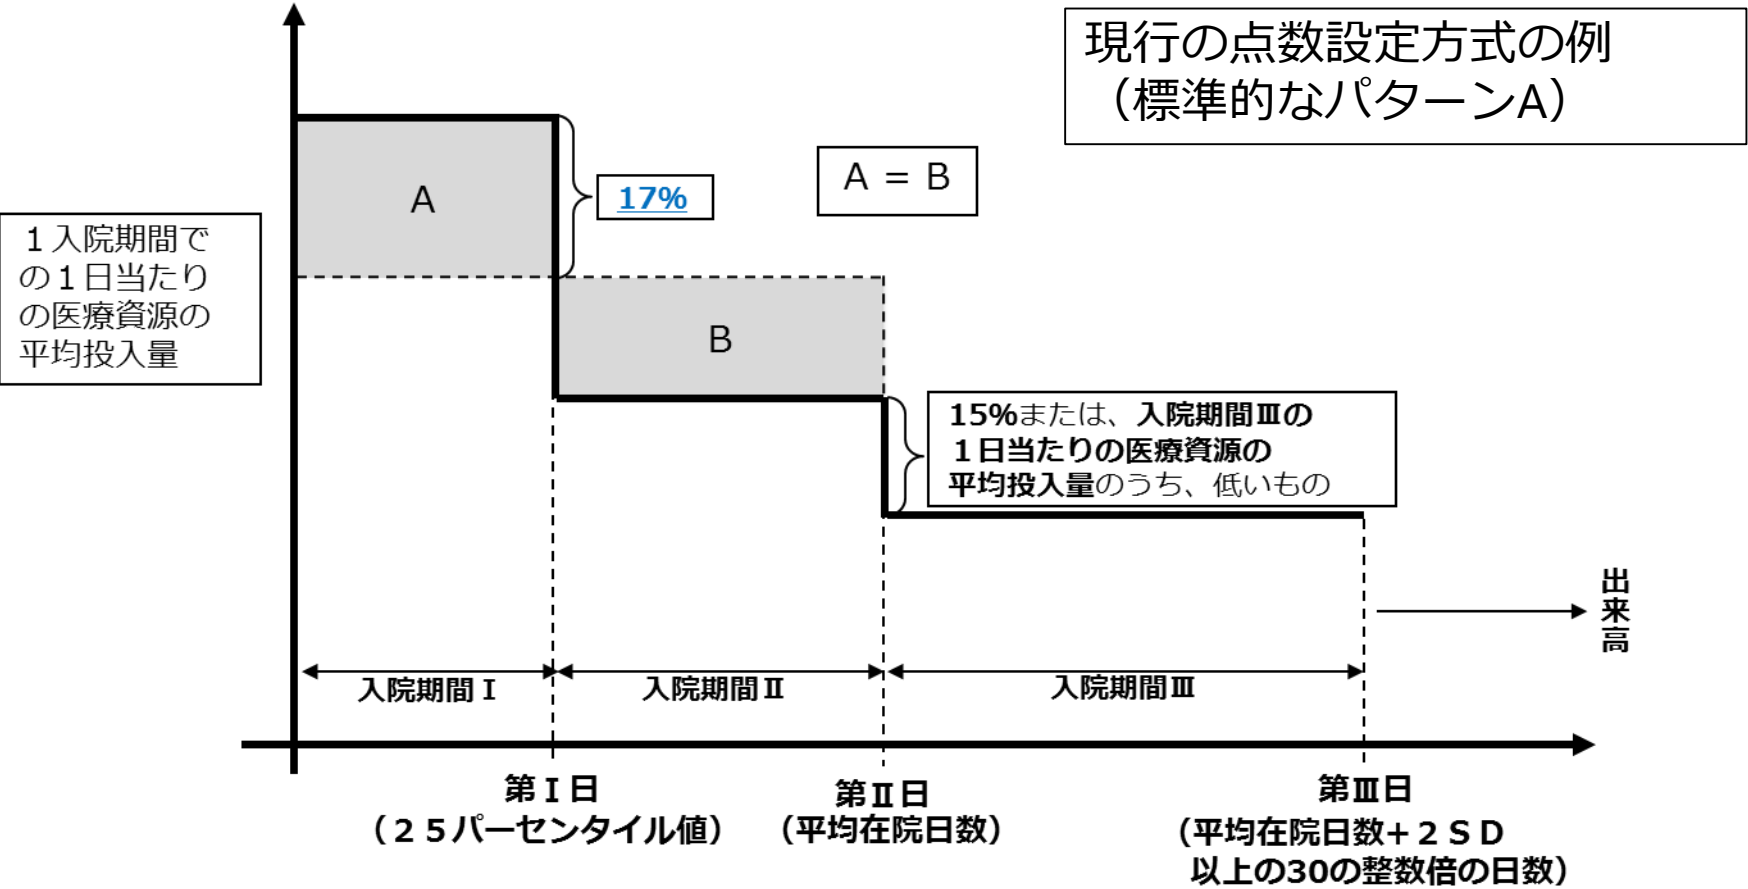 現行の点数設定方式の例
（標準的なパターンA）
A
17%
A = B
１入院期間で
の１日当たり
の医療資源の
平均投入量
B
15%または、入院期間Ⅲの
１日当たりの医療資源の
平均投入量のうち、低いもの
出
来
高
入院期間Ⅰ
入院期間Ⅱ
入院期間Ⅲ
第Ⅰ日
（２５パーセンタイル値）
第Ⅱ日
（平均在院日数）
第Ⅲ日
（平均在院日数+２ＳＤ
以上の30の整数倍の日数）